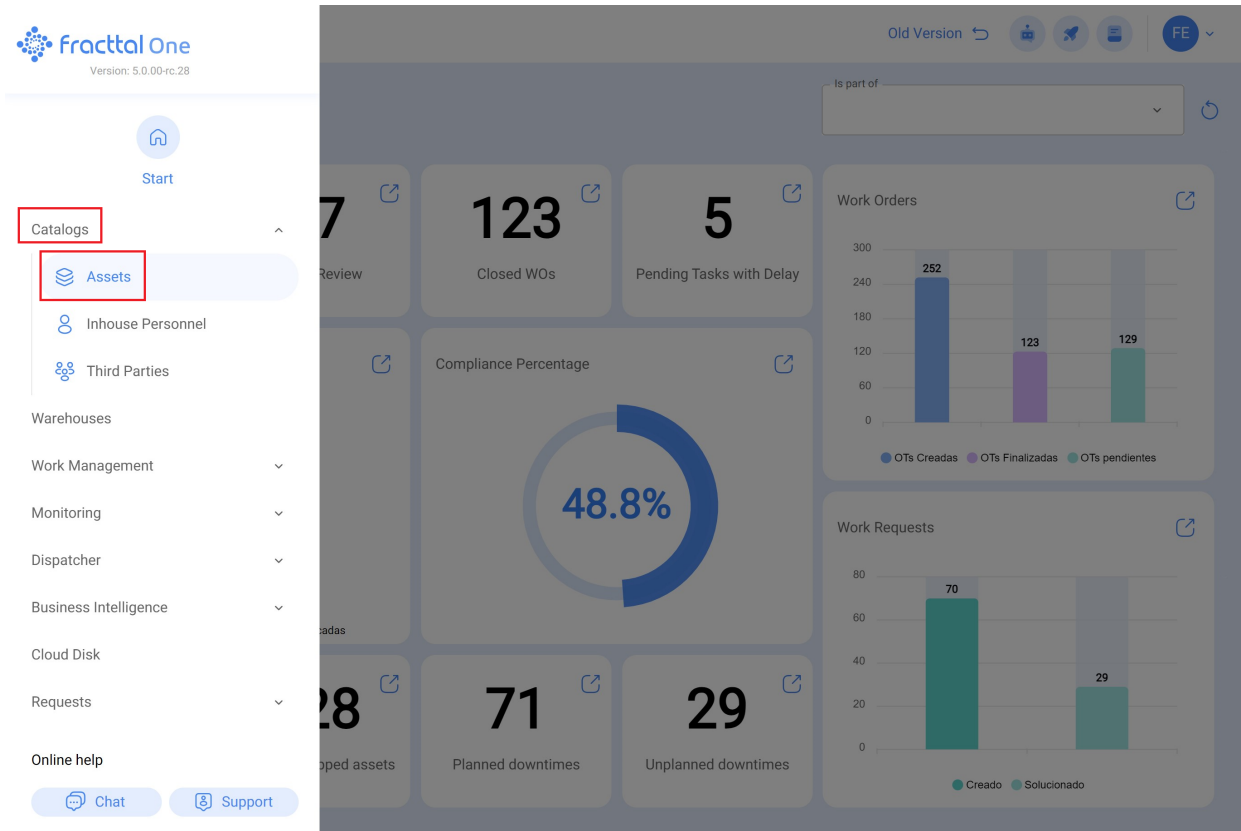 fracttal One
Version: 5.0.00-rc.28
Start
Catalogs
Assets
Inhouse Personnel
Third Parties
Warehouses
Work Management
Monitoring
Dispatcher
Business Intelligence
Cloud Disk
Requests
Online help
Chat
Support
Old Version
FE
Is part of
7
Review
123
Closed WOs
5
Pending Tasks with Delay
Work Orders
300
240
180
120
60
0
252
123
129
OTs Creadas
OTs Finalizadas
OTs pendientes
Compliance Percentage
48.8%
Work Requests
80
60
40
20
0
70
29
Creado
Solucionado
28
71
Planned downtimes
29
Unplanned downtimes
assets